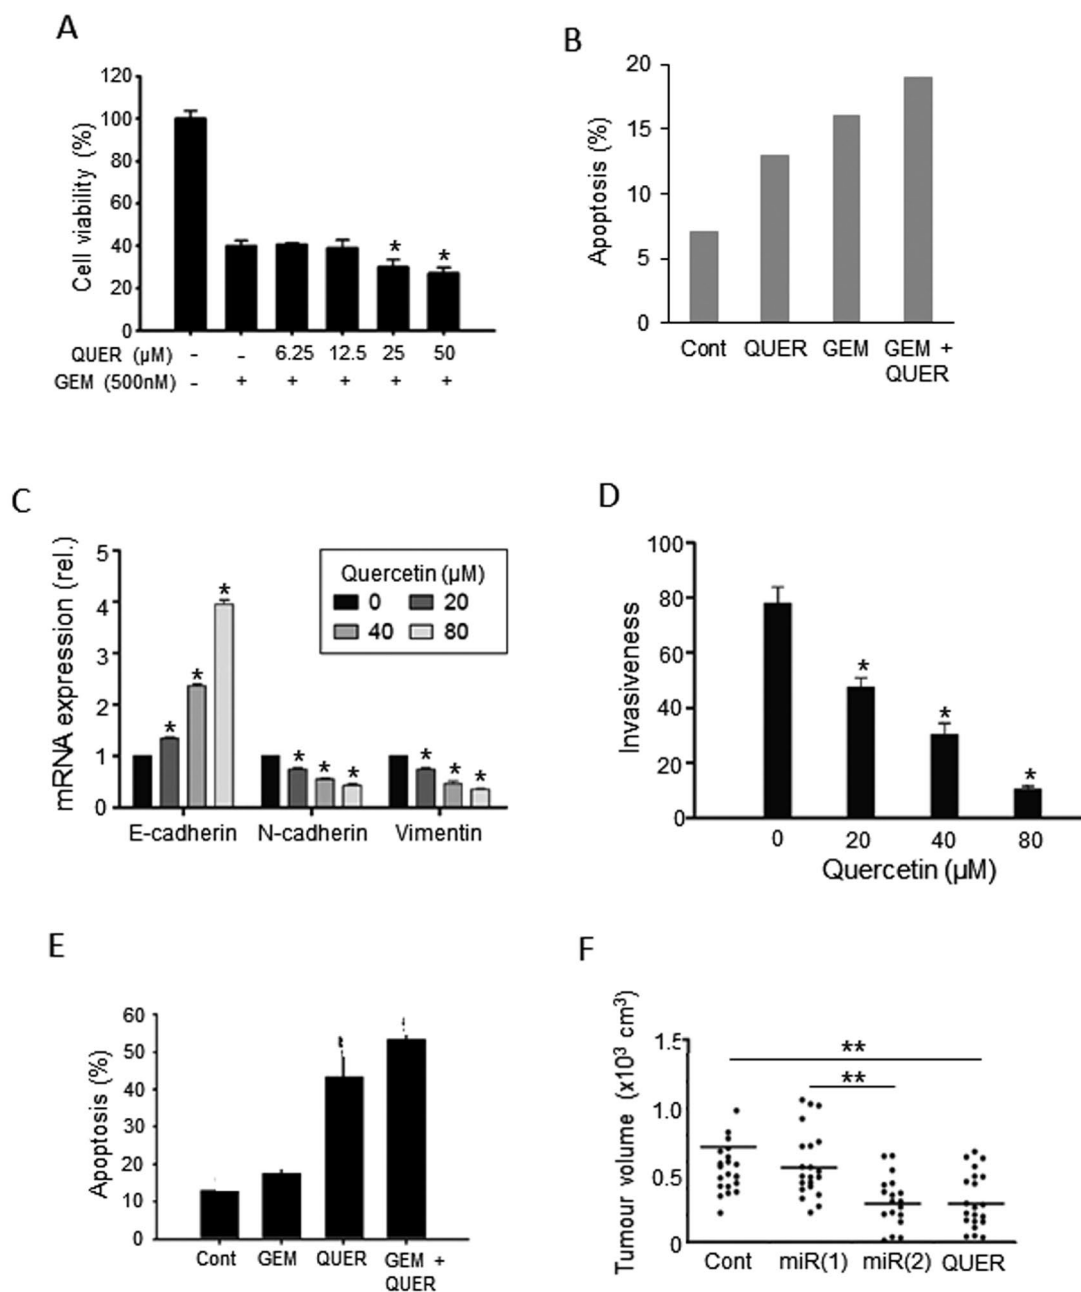 A
Cell viability (%)
120
100
80
60
40
20
0
QUER (µM) - - 6.25 12.5 25 50
GEM (500nM) - + + + + +
* *
B
Apoptosis (%)
20
15
10
5
0
Cont QUER GEM GEM +
QUER
C
mRNA expression (rel.)
5
4
3
2
1
0
Quercetin (µM)
0 20
40 80
* * * * * * * * *
E-cadherin N-cadherin Vimentin
D
Invasiveness
100
80
60
40
20
0
* * *
0 20 40 80
Quercetin (µM)
E
Apoptosis (%)
60
50
40
30
20
10
0
Cont GEM QUER GEM +
QUER
F
Tumour volume (x10³ cm³)
1.5
1.0
0.5
0
**
**
Cont miR(1) miR(2) QUER